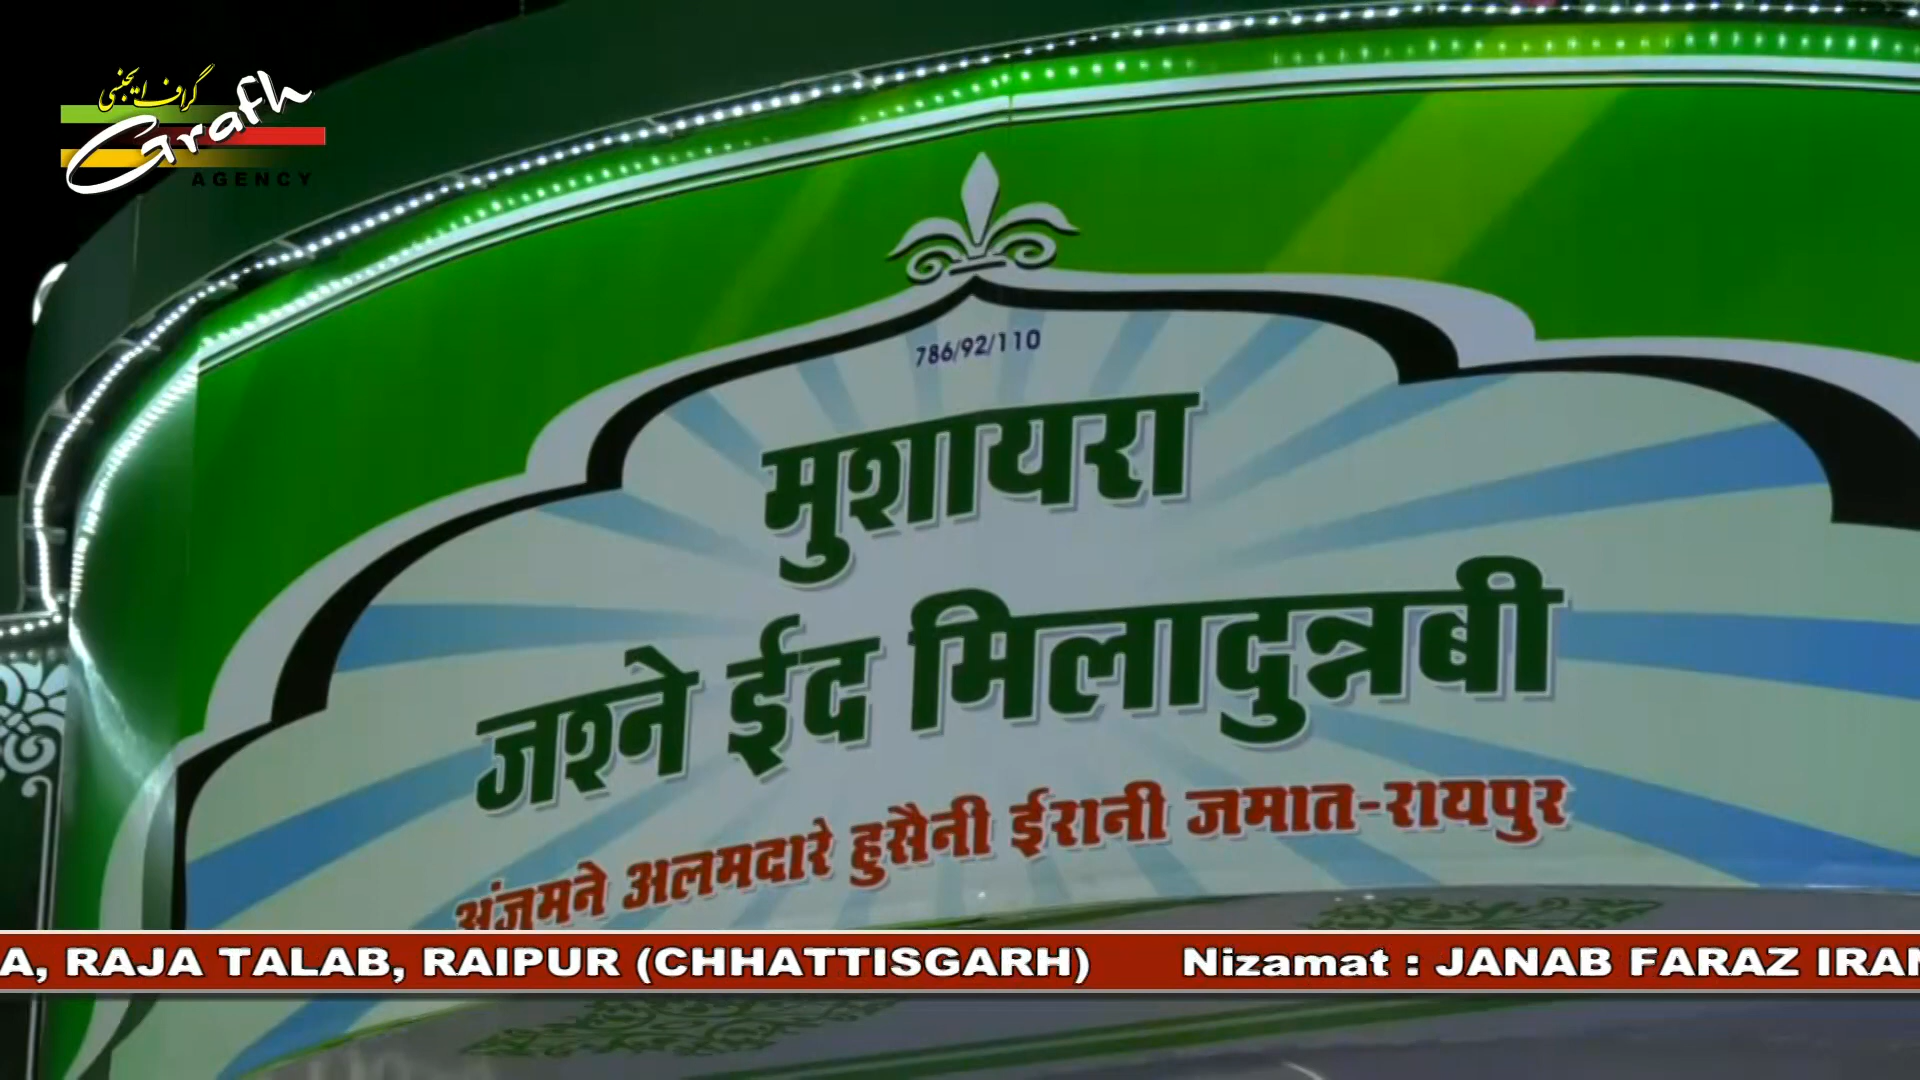 گراف ایجنسی
Grafh
AGENCY
786/92/110
मुशायरा
जश्ने ईद मिलादुन्नबी
अंजुमने अलमदारे हुसैनी ईरानी जमात-रायपुर
A, RAJA TALAB, RAIPUR (CHHATTISGARH) Nizamat : JANAB FARAZ IRAN